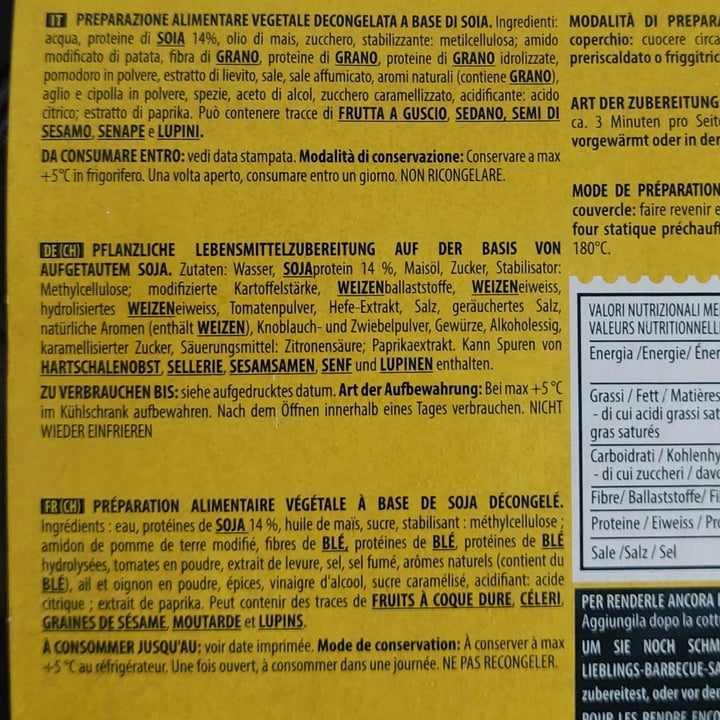 IT PREPARAZIONE ALIMENTARE VEGETALE DECONGELATA A BASE DI SOIA. Ingredienti:
acqua, proteine di SOIA 14%, olio di mais, zucchero, stabilizzante: metilcellulosa; amido
modificato di patata, fibra di GRANO, proteine di GRANO, proteine di GRANO idrolizzate,
pomodoro in polvere, estratto di lievito, sale, sale affumicato, aromi naturali (contiene GRANO),
aglio e cipolla in polvere, spezie, aceto di alcol, zucchero caramellizzato, acidificante: acido
citrico; estratto di paprika. Può contenere tracce di FRUTTA A GUSCIO, SEDANO, SEMI DI
SESAMO, SENAPE e LUPINI.
DA CONSUMARE ENTRO: vedi data stampata. Modalità di conservazione: Conservare a max
+5°C in frigorifero. Una volta aperto, consumare entro un giorno. NON RICONGELARE.
DE (CH) PFLANZLICHE LEBENSMITTELZUBEREITUNG AUF DER BASIS VON
AUFGETAUTEM SOJA. Zutaten: Wasser, SOJAprotein 14 %, Maisöl, Zucker, Stabilisator:
Methylcellulose; modifizierte Kartoffelstärke, WEIZENballaststoffe, WEIZENeiweiss,
hydrolisiertes WEIZENeiweiss, Tomatenpulver, Hefe-Extrakt, Salz, geräuchertes Salz,
natürliche Aromen (enthält WEIZEN), Knoblauch- und Zwiebelpulver, Gewürze, Alkoholessig,
karamellisierter Zucker, Säuerungsmittel: Zitronensäure; Paprikaextrakt. Kann Spuren von
HARTSCHALENOBST, SELLERIE, SESAMSAMEN, SENF und LUPINEN enthalten.
ZU VERBRAUCHEN BIS: siehe aufgedrucktes datum. Art der Aufbewahrung: Bei max +5 °C
im Kühlschrank aufbewahren. Nach dem Öffnen innerhalb eines Tages verbrauchen. NICHT
WIEDER EINFRIEREN
FR (CH) PRÉPARATION ALIMENTAIRE VÉGÉTALE À BASE DE SOJA DÉCONGELÉ.
Ingrédients : eau, protéines de SOJA 14 %, huile de maïs, sucre, stabilisant : méthylcellulose ;
amidon de pomme de terre modifié, fibres de BLÉ, protéines de BLÉ, protéines de BLÉ
hydrolysées, tomates en poudre, extrait de levure, sel, sel fumé, arômes naturels (contient du
BLÉ), ail et oignon en poudre, épices, vinaigre d'alcool, sucre caramélisé, acidifiant: acide
citrique ; extrait de paprika. Peut contenir des traces de FRUITS À COQUE DURE, CÉLERI,
GRAINES DE SÉSAME, MOUTARDE et LUPINS.
À CONSOMMER JUSQU'AU: voir date imprimée. Mode de conservation: À conserver à max
+5 °C au réfrigérateur. Une fois ouvert, à consommer dans une journée. NE PAS RECONGELER.
MODALITÀ DI PREPARA
coperchio: cuocere circa
preriscaldato o friggitric
ART DER ZUBEREITUNG
ca. 3 Minuten pro Seite
vorgewärmt oder in der
MODE DE PRÉPARATION
couvercle: faire revenir e
four statique préchauff
180°C.
VALORI NUTRIZIONALI ME
VALEURS NUTRITIONNELL
Energia /Energie/ Éner
Grassi / Fett / Matières
- di cui acidi grassi sat
gras saturés
Carboidrati / Kohlenhy
- di cui zuccheri / davo
Fibre/ Ballaststoffe/ Fi
Proteine / Eiweiss / Pro
Sale /Salz / Sel
PER RENDERLE ANCORA
Aggiungila dopo la cott
UM SIE NOCH SCHM
LIEBLINGS-BARBECUE-SA
zubereitest, oder vor de
POUR LES RENDRE ENCO